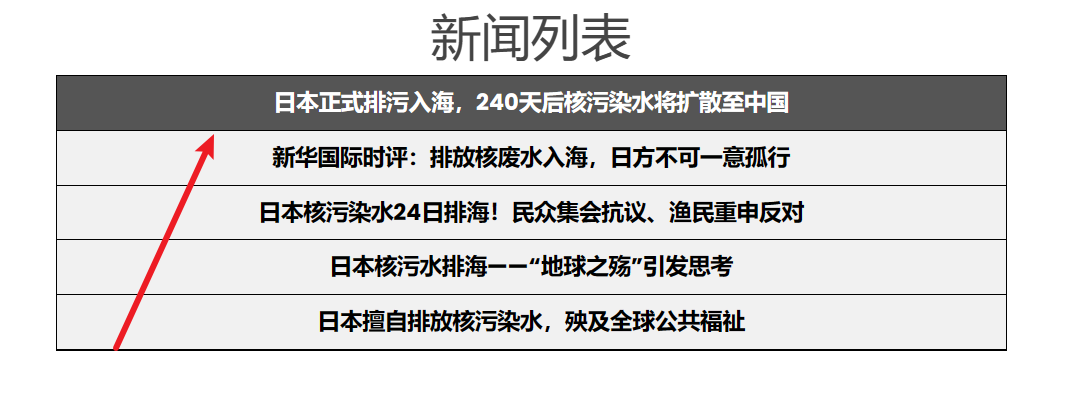 新闻列表
日本正式排污入海，240天后核污染水将扩散至中国
新华国际时评：排放核废水入海，日方不可一意孤行
日本核污染水24日排海！民众集会抗议、渔民重申反对
日本核污水排海——“地球之殇”引发思考
日本擅自排放核污染水，殃及全球公共福祉